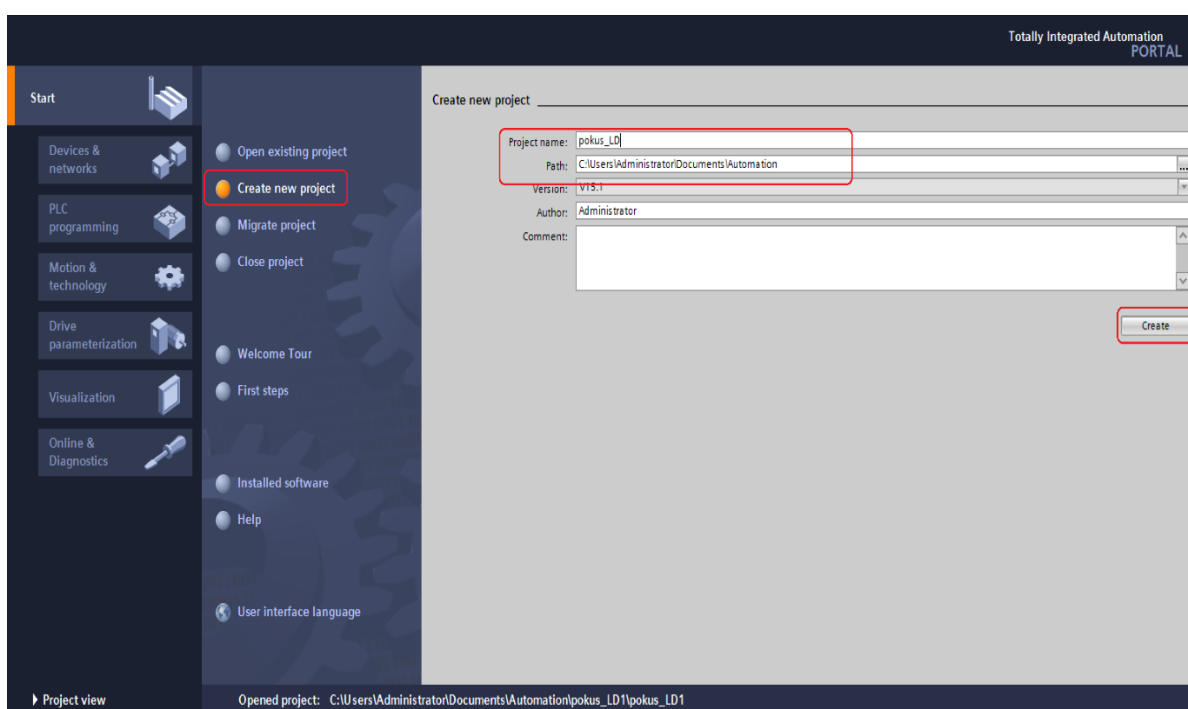 Totally Integrated Automation
PORTAL
Start
Devices &
networks
PLC
programming
Motion &
technology
Drive
parameterization
Visualization
Online &
Diagnostics
Project view
Open existing project
Create new project
Migrate project
Close project
Welcome Tour
First steps
Installed software
Help
User interface language
Create new project
Project name: pokus_LD
Path: C:\Users\Administrator\Documents\Automation
...
Version: V15.1
Author: Administrator
Comment:
Create
Opened project: C:\Users\Administrator\Documents\Automation\pokus_LD1\pokus_LD1